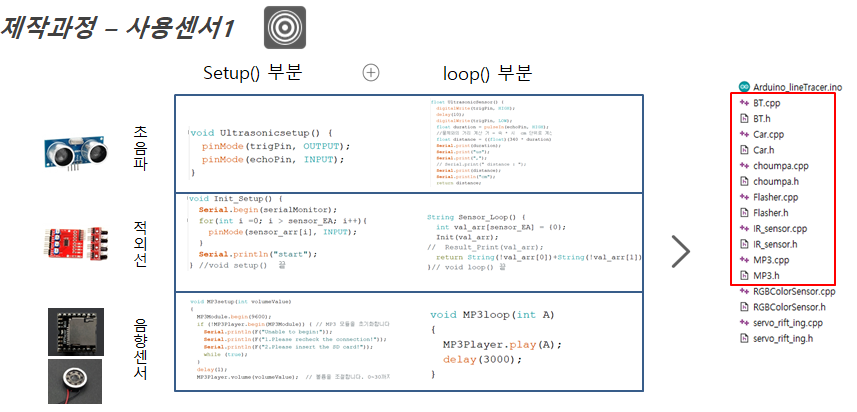 제작과정 – 사용센서1
Setup() 부분
loop() 부분
초음파
void Ultrasonicsetup() {
pinMode(trigPin, OUTPUT);
pinMode(echoPin, INPUT);
}
float UltrasonicSensor() {
digitalWrite(trigPin, HIGH);
delay(10);
digitalWrite(trigPin, LOW);
float duration = pulseIn(echoPin, HIGH);
float distance = ((float)(340 * duration)
Serial.print(duration);
Serial.print("us");
Serial.print(",");
// Serial.print(" distance : ");
Serial.print(distance);
Serial.println("cm");
return distance;
적외선
void Init_Setup() {
Serial.begin(serialMonitor);
for(int i =0; i > sensor_EA; i++){
pinMode(sensor_arr[i], INPUT);
}
Serial.println("start");
} //void setup() 끝
String Sensor_Loop() {
int val_arr[sensor_EA] = {0};
Init(val_arr);
// Result_Print(val_arr);
return String(!val_arr[0])+String(!val_arr[1])
}// void loop() 끝
음향센서
void MP3setup(int volumeValue)
{
MP3Module.begin(9600);
if (!MP3Player.begin(MP3Module)) { // MP3 모듈을 초기화합니다
Serial.println(F("Unable to begin:"));
Serial.println(F("1.Please recheck the connection!"));
Serial.println(F("2.Please insert the SD card!"));
while (true);
}
delay(1);
MP3Player.volume(volumeValue); // 볼륨을 조절합니다. 0~30까지
void MP3loop(int A)
{
MP3Player.play(A);
delay(3000);
}
Arduino_lineTracer.ino
BT.cpp
BT.h
Car.cpp
Car.h
choumpa.cpp
choumpa.h
Flasher.cpp
Flasher.h
IR_sensor.cpp
IR_sensor.h
MP3.cpp
MP3.h
RGBColorSensor.cpp
RGBColorSensor.h
servo_rift_ing.cpp
servo_rift_ing.h